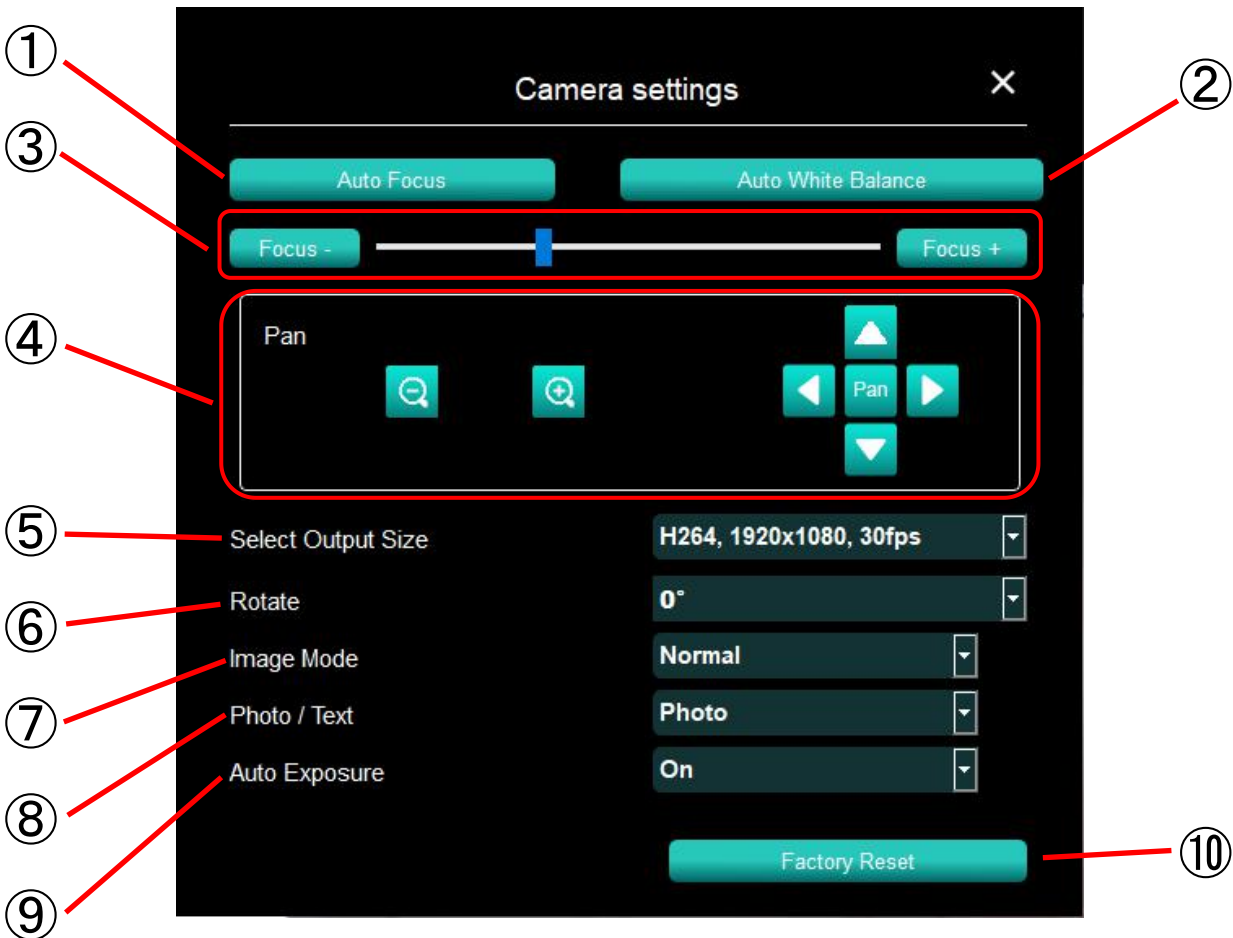 ①
Camera settings
②
③
Auto Focus Auto White Balance
Focus - Focus +
④
Pan
Pan
⑤
Select Output Size H264, 1920x1080, 30fps
⑥
Rotate 0°
Image Mode Normal
⑦
Photo / Text Photo
Auto Exposure On
⑧
Factory Reset ⑩
⑨